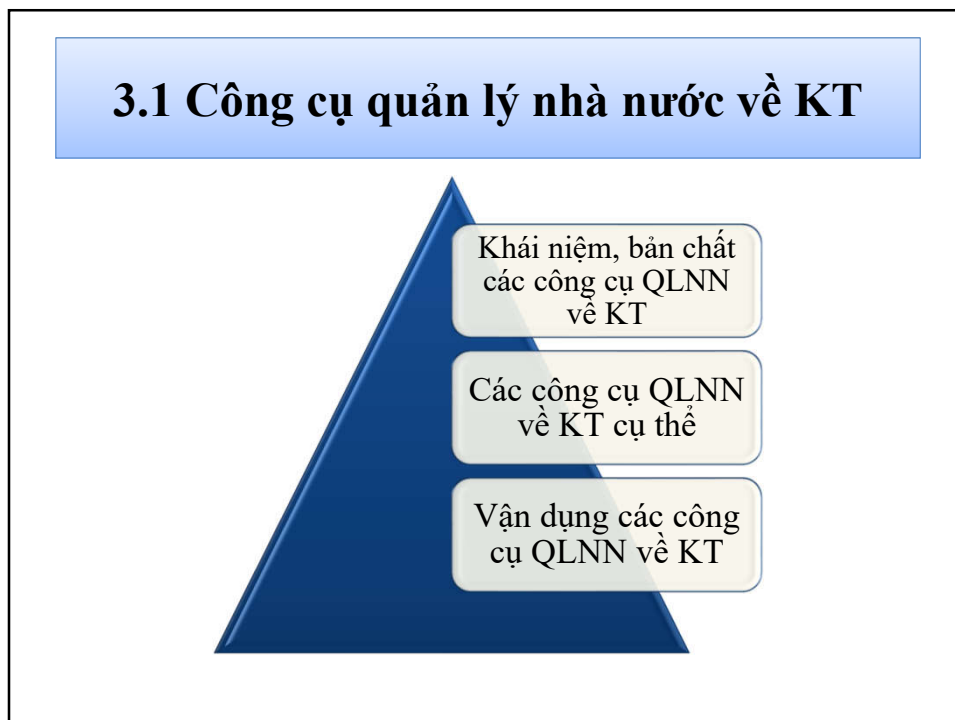 3.1 Công cụ quản lý nhà nước về KT
Khái niệm, bản chất
các công cụ QLNN
về KT
Các công cụ QLNN
về KT cụ thể
Vận dụng các công
cụ QLNN về KT